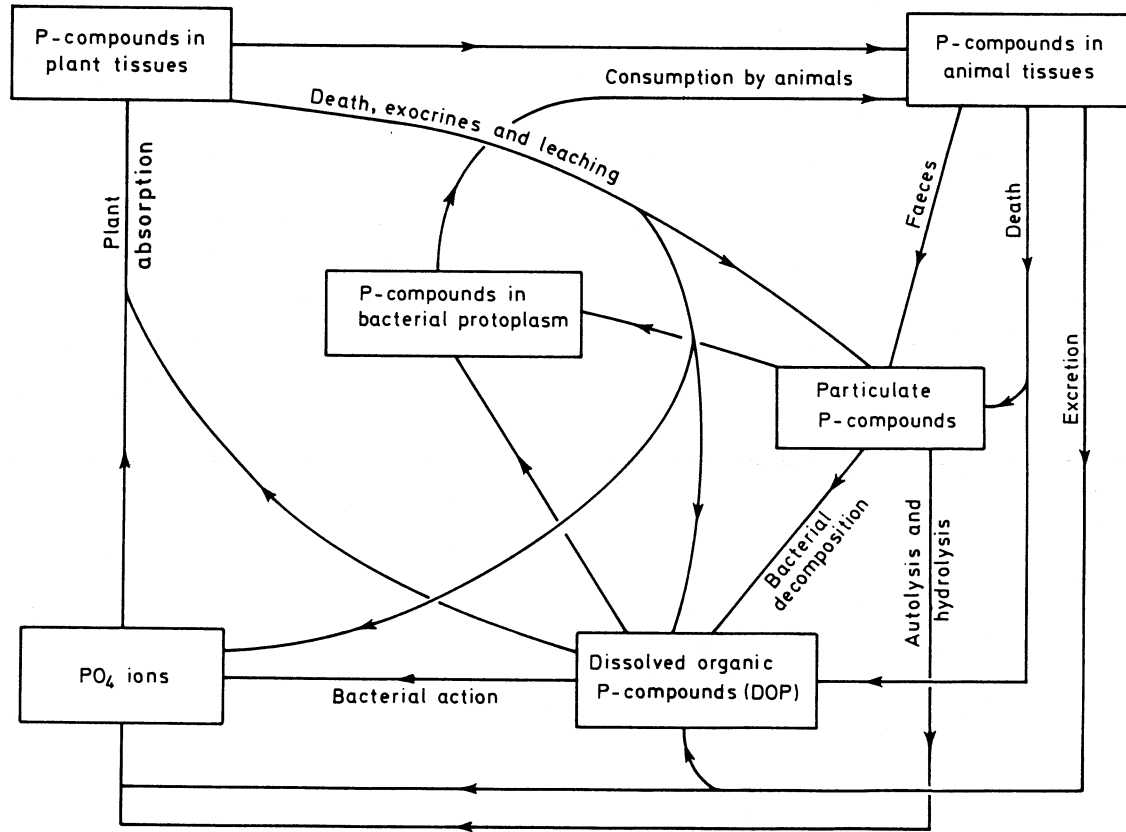 P-compounds in
plant tissues
P-compounds in
animal tissues
Consumption by animals
Death, exocrines and leaching
Plant
absorption
Faeces
Death
Excretion
P-compounds in
bacterial protoplasm
Particulate
P-compounds
Bacterial
decomposition
Autolysis and
hydrolysis
PO₄ ions
Bacterial action
Dissolved organic
P-compounds (DOP)